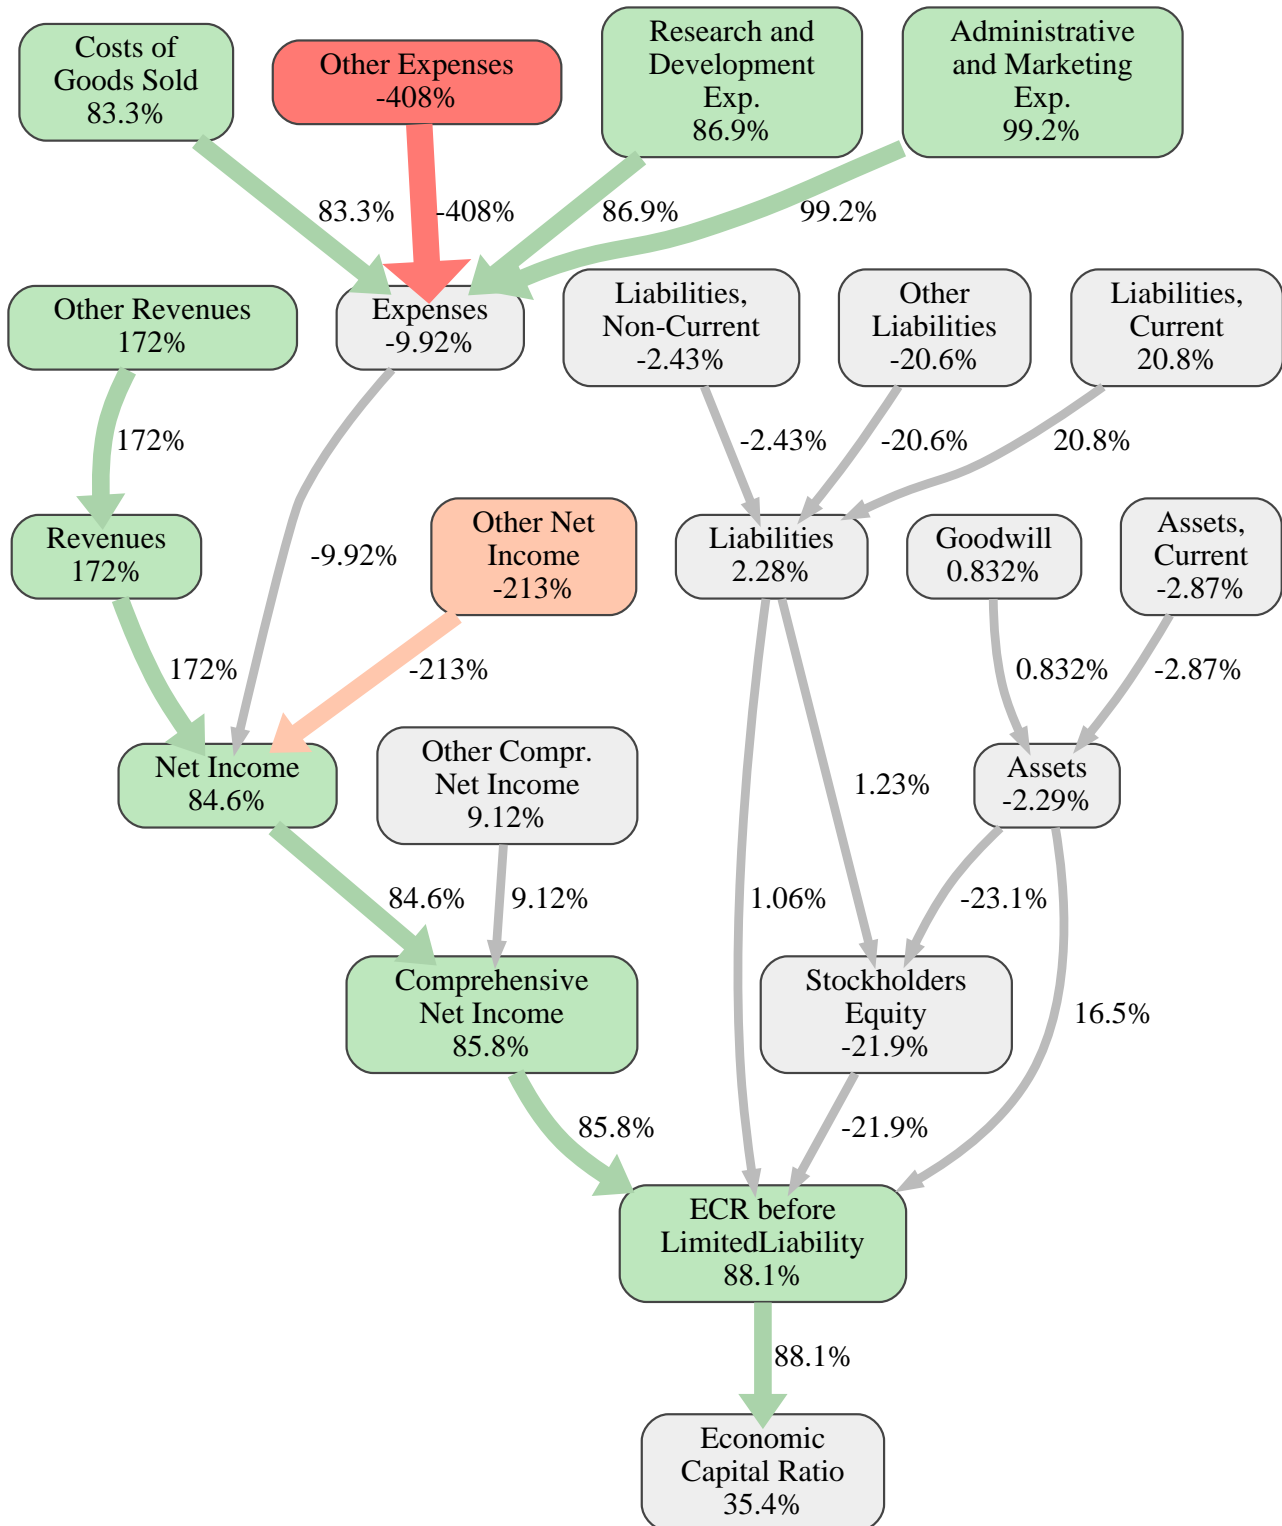 Costs of
Goods Sold
83.3%
Other Expenses
-408%
Research and
Development
Exp.
86.9%
Administrative
and Marketing
Exp.
99.2%
83.3%
-408%
86.9%
99.2%
Other Revenues
172%
Expenses
-9.92%
Liabilities,
Non-Current
-2.43%
Other
Liabilities
-20.6%
Liabilities,
Current
20.8%
172%
-2.43%
-20.6%
20.8%
Revenues
172%
-9.92%
Other Net
Income
-213%
Liabilities
2.28%
Goodwill
0.832%
Assets,
Current
-2.87%
172%
-213%
0.832%
-2.87%
Net Income
84.6%
Other Compr.
Net Income
9.12%
1.23%
Assets
-2.29%
84.6%
9.12%
1.06%
-23.1%
Comprehensive
Net Income
85.8%
Stockholders
Equity
-21.9%
16.5%
85.8%
-21.9%
ECR before
LimitedLiability
88.1%
88.1%
Economic
Capital Ratio
35.4%